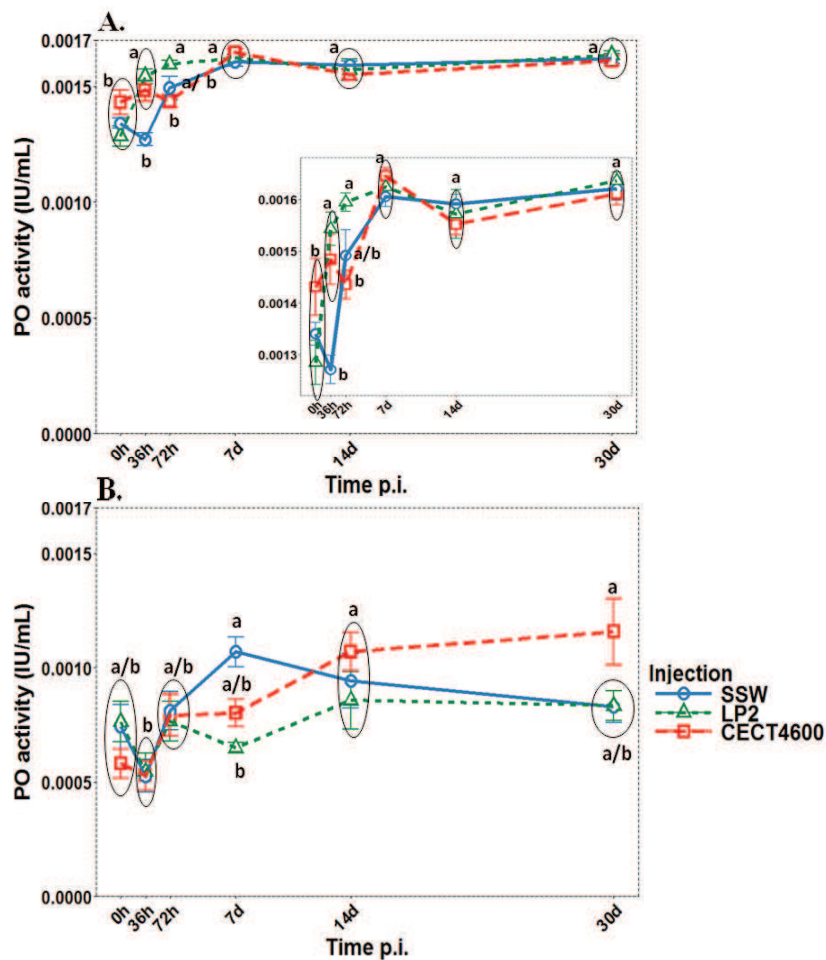 A.
0.0017
0.0015
0.0010
0.0005
0.0000
PO activity (IU/mL)
b
a
a
a
a
a
a/ b
b
b
0.0016
0.0015
0.0014
0.0013
b
a
a
a
a
a
a/b
b
b
0h
36h
72h
7d
14d
30d
0h
36h
72h
7d
14d
30d
Time p.i.
B.
0.0017
0.0015
0.0010
0.0005
0.0000
PO activity (IU/mL)
a/b
b
a/b
a
a/b
b
a
a
a/b
0h
36h
72h
7d
14d
30d
Time p.i.
Injection
SSW
LP2
CECT4600